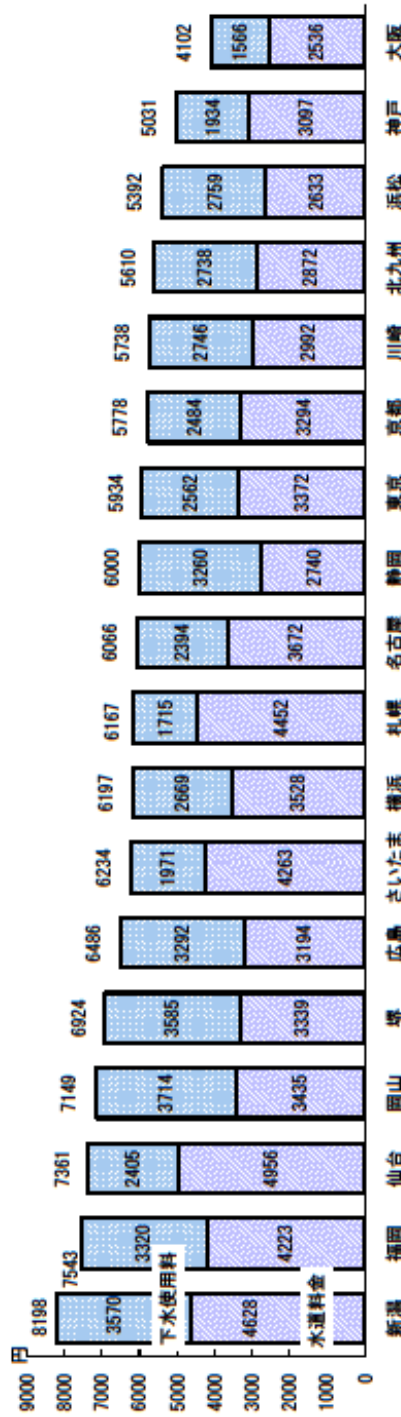 円
9000
8000
7000
6000
5000
4000
3000
2000
1000
0
8198 7543 7361 7149 6924 6486 6234 6197 6167 6066 6000 5934 5778 5738 5610 5392 5031 4102
3570 3320 2405 3714 3585 3292 1971 2669 1715 2394 3260 2562 2484 2746 2738 2759 1934 1566
下水使用料
4628 4223 4956 3435 3339 3194 4263 3528 4452 3672 2740 3372 3294 2992 2872 2633 3097 2536
水道料金
新潟 福岡 仙台 岡山 堺 広島 さいたま 横浜 札幌 名古屋 静岡 東京 京都 川崎 北九州 浜松 神戸 大阪